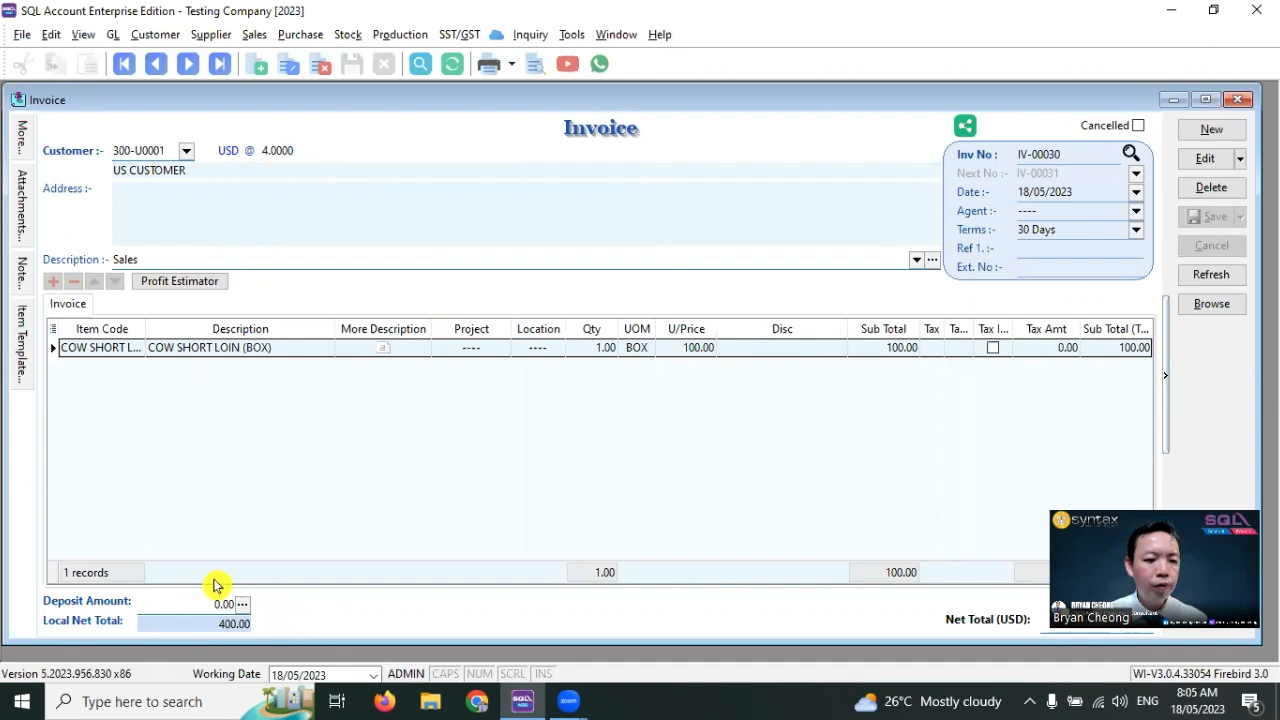 SQL Account Enterprise Edition - Testing Company [2023]
File Edit View GL Customer Supplier Sales Purchase Stock Production SST/GST Inquiry Tools Window Help
Invoice
Invoice
Cancelled
New
Customer :- 300-U0001 USD @ 4.0000
Inv No : IV-00030
Edit
US CUSTOMER
Next No :- IV-00031
Address :-
Date :- 18/05/2023
Delete
Agent :- ----
Save
Terms :- 30 Days
Cancel
Ref 1. :-
Description :- Sales
Ext. No :-
Refresh
Profit Estimator
Browse
More...
Attachments...
Note...
Item Template...
Invoice
Item Code Description More Description Project Location Qty UOM U/Price Disc Sub Total Tax Ta... Tax I... Tax Amt Sub Total (T...
COW SHORT L... COW SHORT LOIN (BOX) a ---- ---- 1.00 BOX 100.00 100.00 0.00 100.00
1 records 1.00 100.00
Deposit Amount: 0.00
Local Net Total: 400.00
Net Total (USD):
syntax SQL
BRYAN CHEONG
Bryan Cheong
Version 5.2023.956.830 x86 Working Date 18/05/2023 ADMIN CAPS NUM SCRL INS WI-V3.0.4.33054 Firebird 3.0
Type here to search
SQL
ACC
zoom
26°C Mostly cloudy
ENG
8:05 AM
18/05/2023
5